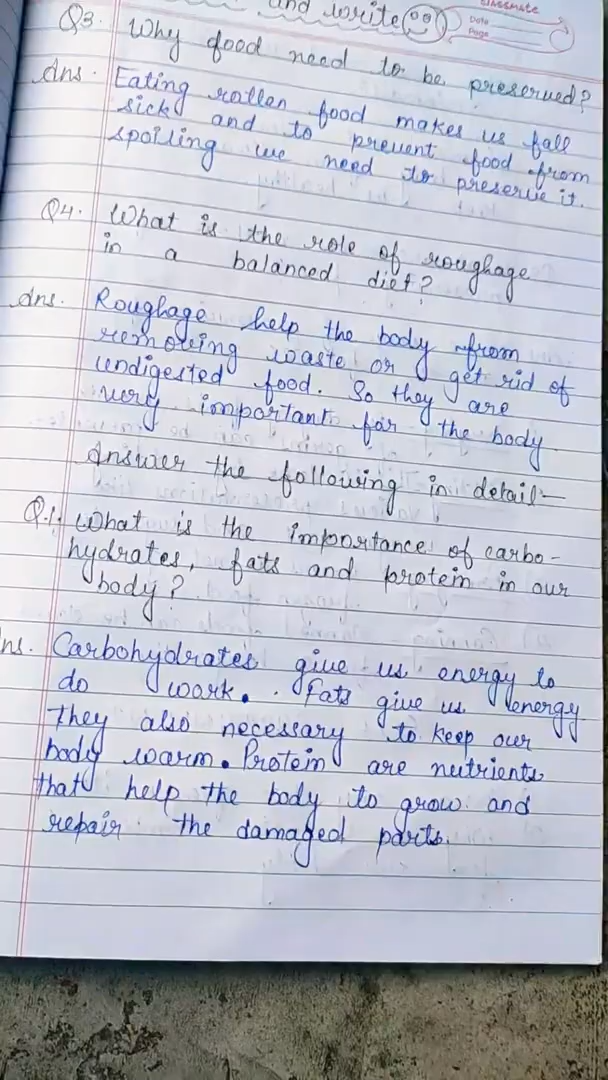 and write
classmate
Date
Page
Q3. Why food need to be preserved?
Ans. Eating rotten food makes us fall
sick and to prevent food from
spoiling we need to preserve it.
Q4. What is the role of roughage
in a balanced diet?
Ans. Roughage help the body from
removing waste or get rid of
undigested food. So they are
very important for the body
Answer the following in detail—
Q.1. What is the importance of carbo-
hydrates, fats and protein in our
body?
ns. Carbohydrates give us energy to
do work. Fats give us energy
They also necessary to keep our
body warm. Protein are nutrients
that help the body to grow and
repair the damaged parts.